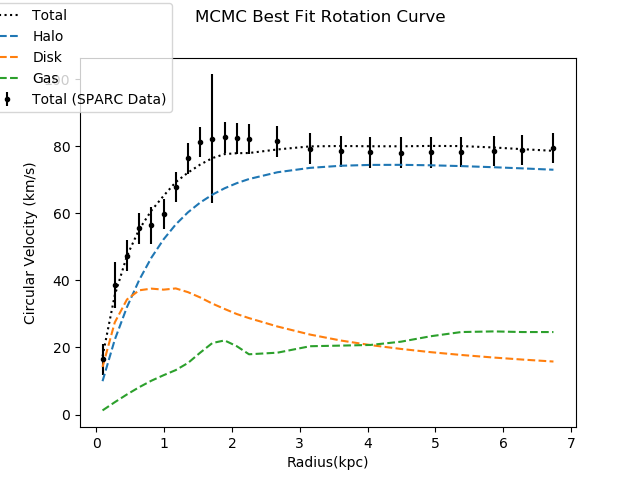 MCMC Best Fit Rotation Curve
Total
Halo
Disk
Gas
Total (SPARC Data)
100
80
60
40
20
0
Circular Velocity (km/s)
0 1 2 3 4 5 6 7
Radius(kpc)